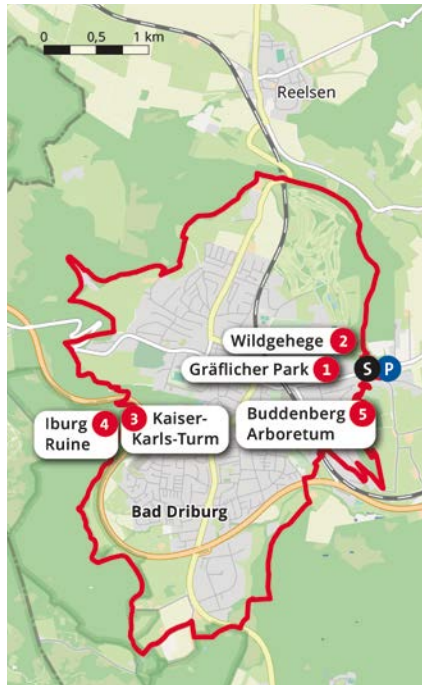 0 0,5 1 km
Reelsen
Wildgehege 2
Gräflicher Park 1
S P
Iburg 4
Ruine
3 Kaiser-
Karls-Turm
Buddenberg 5
Arboretum
Bad Driburg